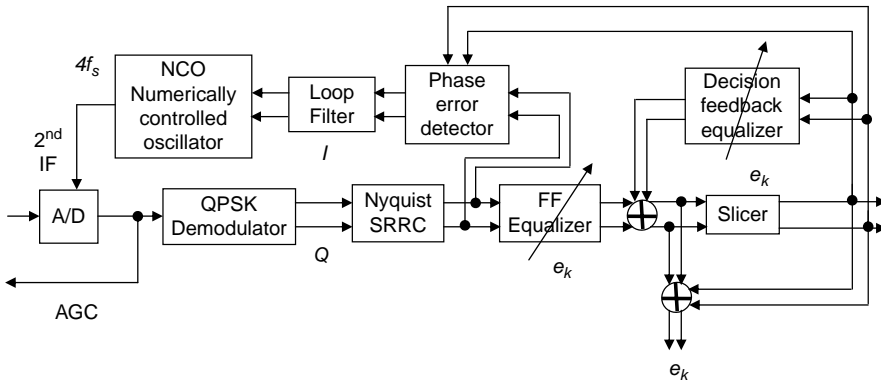 4fs
NCO
Numerically
controlled
oscillator
Loop
Filter
Phase
error
detector
Decision
feedback
equalizer
2nd
IF
I
ek
A/D
QPSK
Demodulator
Nyquist
SRRC
FF
Equalizer
Slicer
Q
ek
AGC
ek